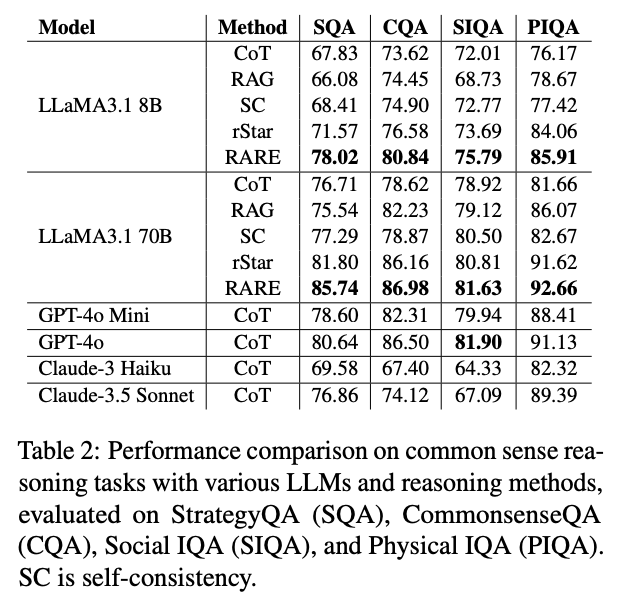 Model Method SQA CQA SIQA PIQA
CoT 67.83 73.62 72.01 76.17
RAG 66.08 74.45 68.73 78.67
LLaMA3.1 8B SC 68.41 74.90 72.77 77.42
rStar 71.57 76.58 73.69 84.06
RARE 78.02 80.84 75.79 85.91
CoT 76.71 78.62 78.92 81.66
RAG 75.54 82.23 79.12 86.07
LLaMA3.1 70B SC 77.29 78.87 80.50 82.67
rStar 81.80 86.16 80.81 91.62
RARE 85.74 86.98 81.63 92.66
GPT-4o Mini CoT 78.60 82.31 79.94 88.41
GPT-4o CoT 80.64 86.50 81.90 91.13
Claude-3 Haiku CoT 69.58 67.40 64.33 82.32
Claude-3.5 Sonnet CoT 76.86 74.12 67.09 89.39
Table 2: Performance comparison on common sense rea-
soning tasks with various LLMs and reasoning methods,
evaluated on StrategyQA (SQA), CommonsenseQA
(CQA), Social IQA (SIQA), and Physical IQA (PIQA).
SC is self-consistency.